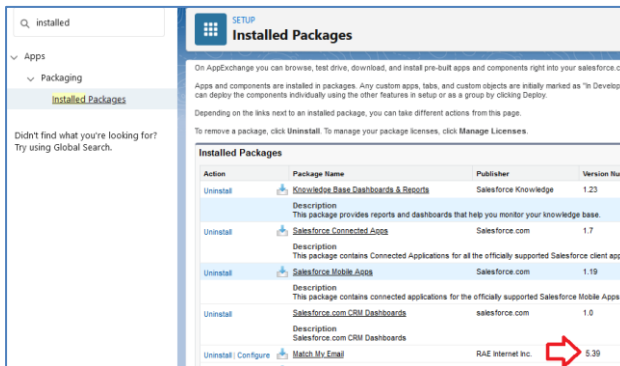 installed
Apps
Packaging
Installed Packages
Didn't find what you're looking for?
Try using Global Search.
SETUP
Installed Packages
On AppExchange you can browse, test drive, download, and install pre-built apps and components right into your salesforce.c
Apps and components are installed in packages. Any custom apps, tabs, and custom objects are initially marked as "In Develop
can deploy the components individually using the other features in setup or as a group by clicking Deploy.
Depending on the links next to an installed package, you can take different actions from this page.
To remove a package, click Uninstall. To manage your package licenses, click Manage Licenses.
Installed Packages
Action Package Name Publisher Version Nu
Uninstall Knowledge Base Dashboards & Reports Salesforce Knowledge 1.23
Description
This package provides reports and dashboards that help you monitor your knowledge base.
Uninstall Salesforce Connected Apps Salesforce.com 1.7
Description
This package contains Connected Applications for all the officially supported Salesforce client app
Uninstall Salesforce Mobile Apps Salesforce.com 1.19
Description
This package contains connected applications for the officially supported Salesforce Mobile Apps
Uninstall Salesforce.com CRM Dashboards salesforce.com 1.0
Description
Salesforce.com CRM Dashboards
Uninstall | Configure Match My Email RAE Internet Inc. 5.39